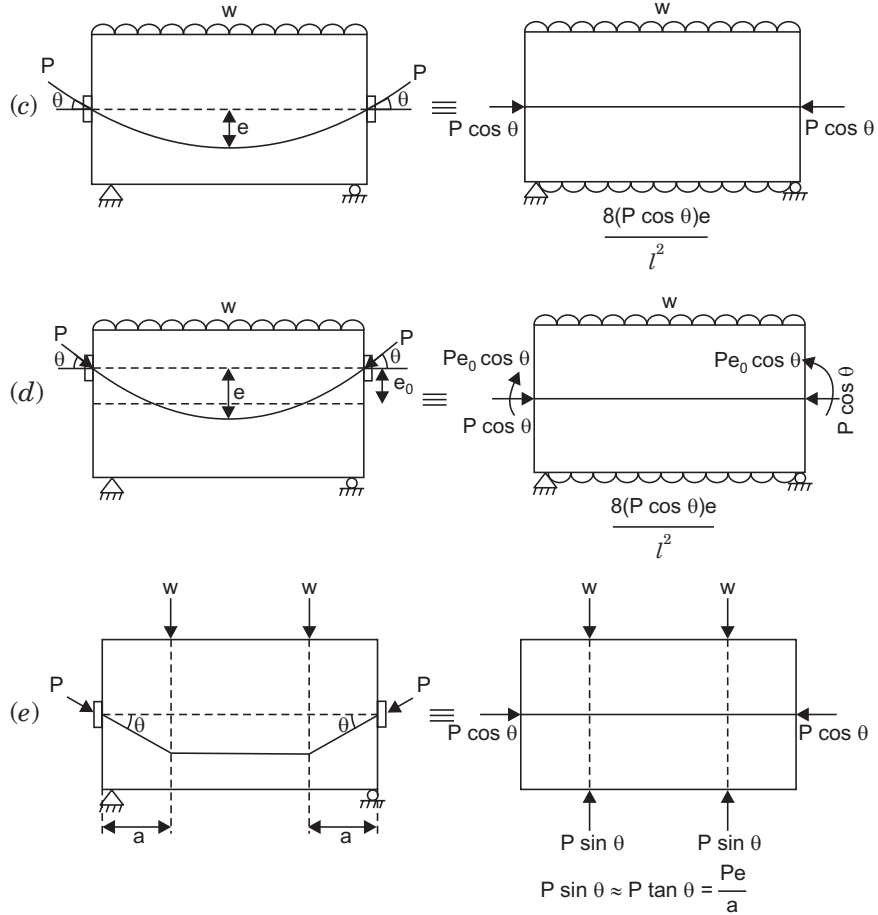 (c)
w
P
θ
e
P
θ
≡
w
P cos θ
P cos θ
8(P cos θ)e
l²
(d)
w
P
θ
e
P
θ
e₀
≡
w
Pe₀ cos θ
P cos θ
Pe₀ cos θ
P cos θ
8(P cos θ)e
l²
(e)
w
w
P
θ
θ
P
a
a
≡
w
w
P cos θ
P cos θ
P sin θ
P sin θ
P sin θ ≈ P tan θ = Pe
a